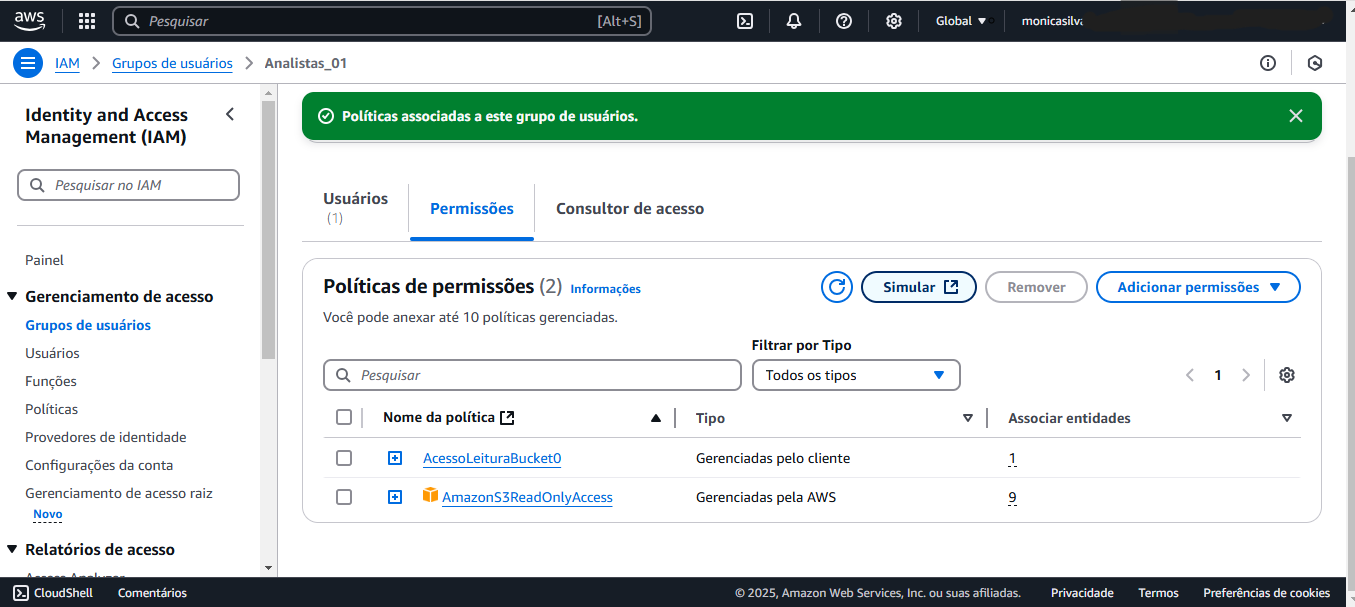 aws Pesquisar [Alt+S] Global monicasilva
IAM Grupos de usuários Analistas_01
Identity and Access
Management (IAM)
Pesquisar no IAM
Painel
Gerenciamento de acesso
Grupos de usuários
Usuários
Funções
Políticas
Provedores de identidade
Configurações da conta
Gerenciamento de acesso raiz
Novo
Relatórios de acesso
Access Analyzer
Políticas associadas a este grupo de usuários.
Usuários
(1)
Permissões
Consultor de acesso
Políticas de permissões (2) Informações
Simular Remover Adicionar permissões
Você pode anexar até 10 políticas gerenciadas.
Filtrar por Tipo
Pesquisar Todos os tipos 1
Nome da política Tipo Associar entidades
AcessoLeituraBucket0 Gerenciadas pelo cliente 1
AmazonS3ReadOnlyAccess Gerenciadas pela AWS 9
CloudShell Comentários © 2025, Amazon Web Services, Inc. ou suas afiliadas. Privacidade Termos Preferências de cookies